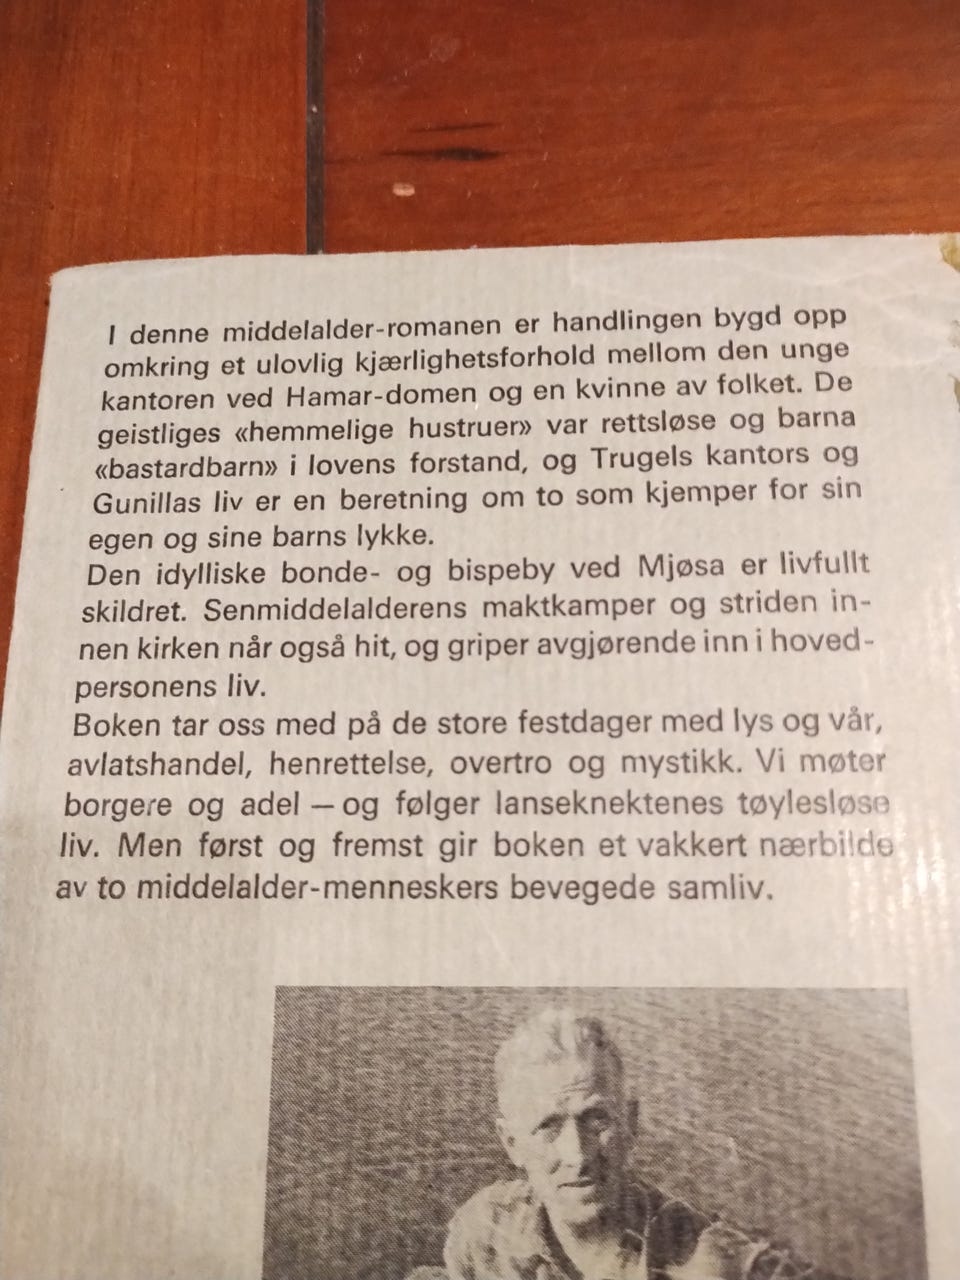 I denne middelalder-romanen er handlingen bygd opp
omkring et ulovlig kjærlighetsforhold mellom den unge
kantoren ved Hamar-domen og en kvinne av folket. De
geistliges «hemmelige hustruer» var rettsløse og barna
«bastardbarn» i lovens forstand, og Trugels kantors og
Gunillas liv er en beretning om to som kjemper for sin
egen og sine barns lykke.
Den idylliske bonde- og bispeby ved Mjøsa er livfullt
skildret. Senmiddelalderens maktkamper og striden in-
nen kirken når også hit, og griper avgjørende inn i hoved-
personens liv.
Boken tar oss med på de store festdager med lys og vår,
avlatshandel, henrettelse, overtro og mystikk. Vi møter
borgere og adel — og følger lanseknektenes tøylesløse
liv. Men først og fremst gir boken et vakkert nærbilde
av to middelalder-menneskers bevegede samliv.